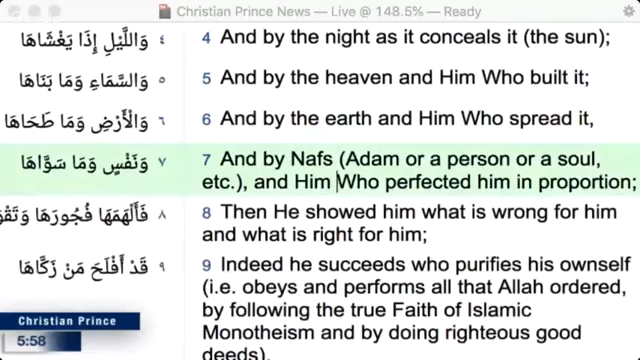 Christian Prince News — Live @ 148.5% — Ready
٤ وَاللَّيْلِ إِذَا يَغْشَاهَا
4 And by the night as it conceals it (the sun);
٥ وَالسَّمَاءِ وَمَا بَنَاهَا
5 And by the heaven and Him Who built it;
٦ وَالْأَرْضِ وَمَا طَحَاهَا
6 And by the earth and Him Who spread it,
٧ وَنَفْسٍ وَمَا سَوَّاهَا
7 And by Nafs (Adam or a person or a soul,
etc.), and Him Who perfected him in proportion;
٨ فَأَلْهَمَهَا فُجُورَهَا
8 Then He showed him what is wrong for him
and what is right for him;
٩ قَدْ أَفْلَحَ مَنْ زَكَّاهَا
9 Indeed he succeeds who purifies his ownself
(i.e. obeys and performs all that Allah ordered,
by following the true Faith of Islamic
Monotheism and by doing righteous good
deeds).
Christian Prince
5:58